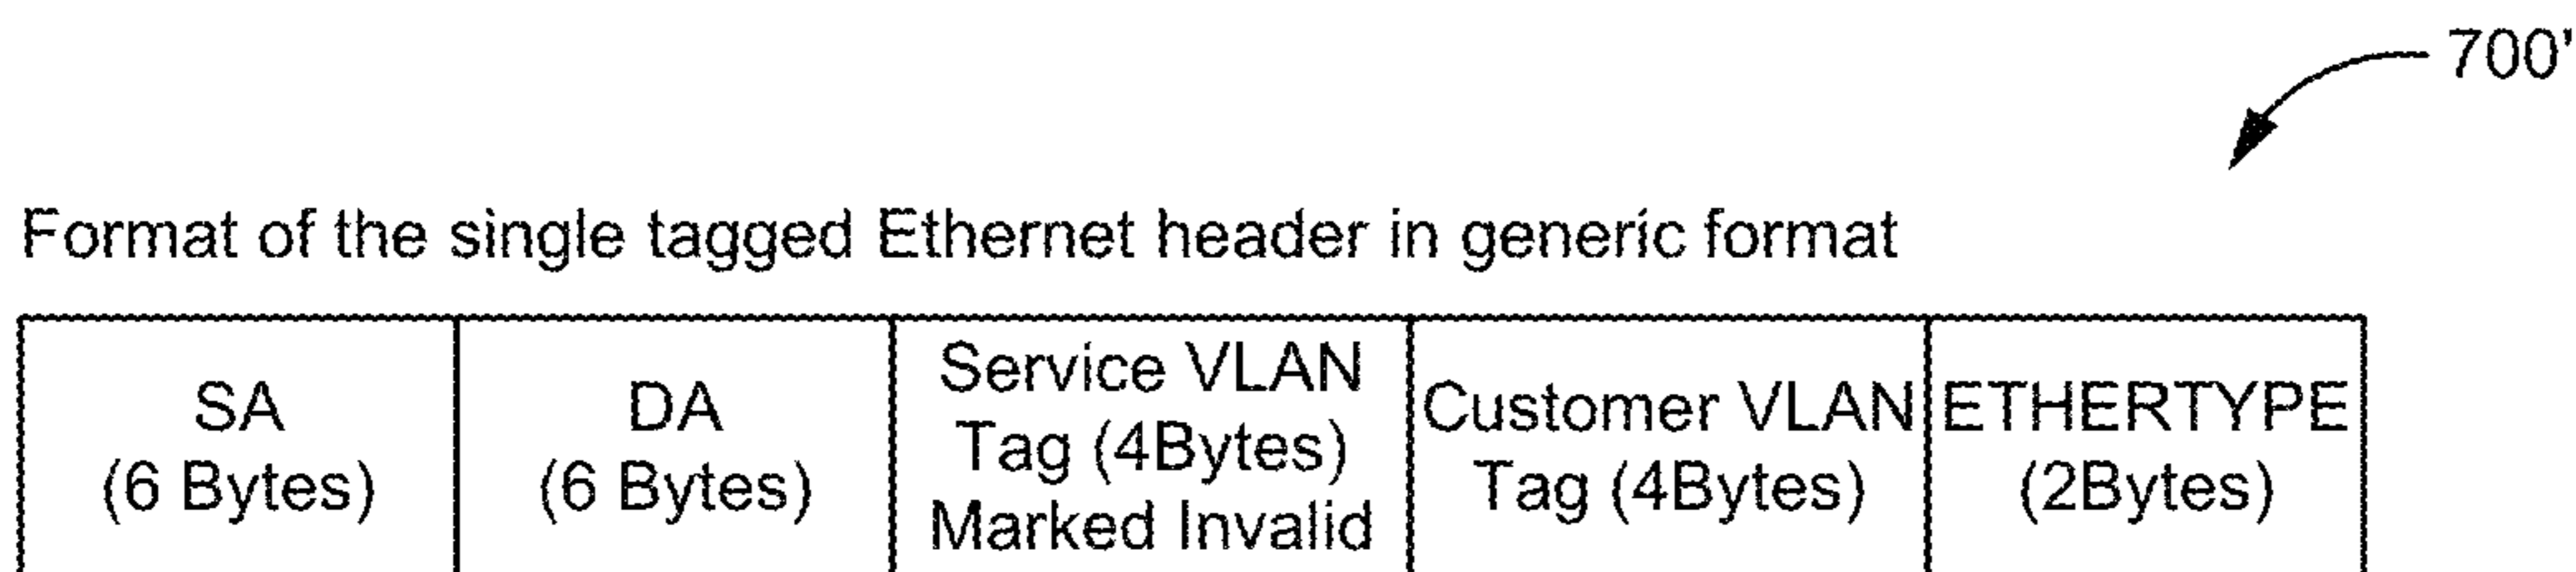 700'
Format of the single tagged Ethernet header in generic format
SA
(6 Bytes)
DA
(6 Bytes)
Service VLAN
Tag (4Bytes)
Marked Invalid
Customer VLAN
Tag (4Bytes)
ETHERTYPE
(2Bytes)